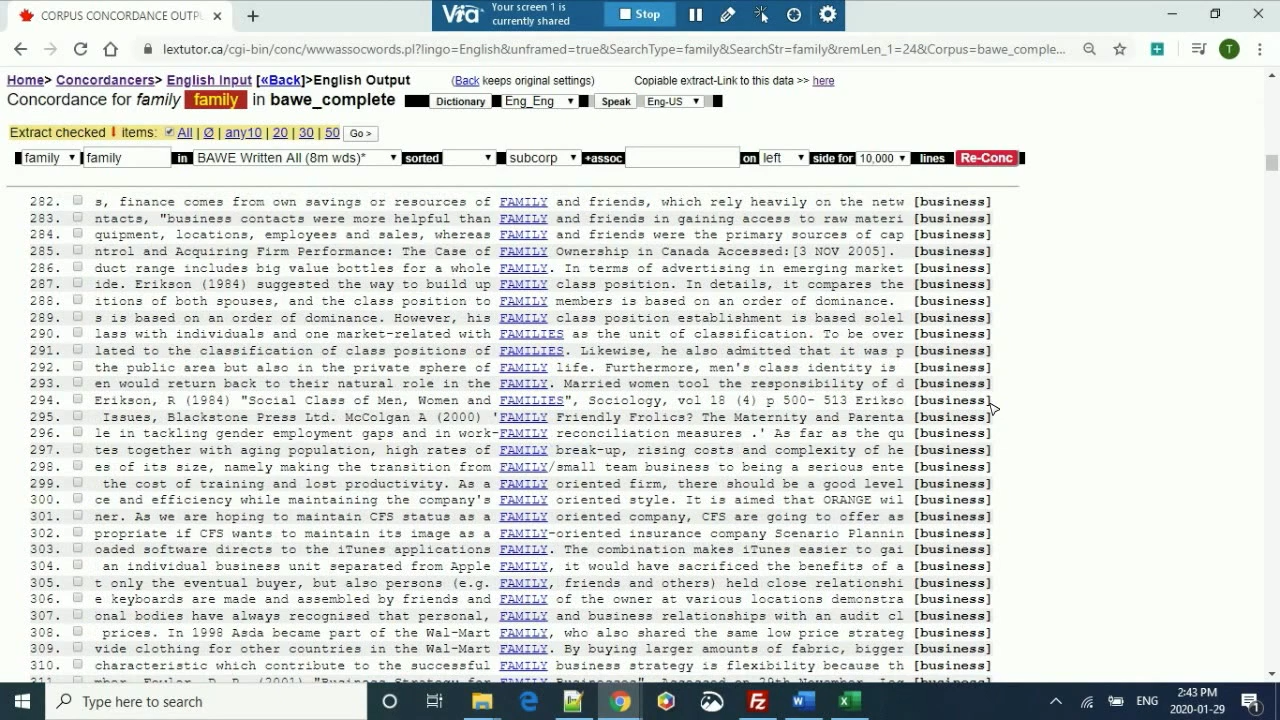 CORPUS CONCORDANCE OUTPU
Via Your screen 1 is currently shared Stop
lextutor.ca/cgi-bin/conc/wwwassocwords.pl?lingo=English&unframed=true&SearchType=family&SearchStr=family&remLen_1=24&Corpus=bawe_comple... T
Home> Concordancers> English Input [«Back]>English Output (Back keeps original settings) Copiable extract-Link to this data >> here
Concordance for family family in bawe_complete Dictionary Eng_Eng Speak Eng-US
Extract checked items: All | Ø | any10 | 20 | 30 | 50 Go >
family family in BAWE Written All (8m wds)* sorted subcorp +assoc on left side for 10,000 lines Re-Conc
282. s, finance comes from own savings or resources of FAMILY and friends, which rely heavily on the netw [business]
283. ntacts, "business contacts were more helpful than FAMILY and friends in gaining access to raw materi [business]
284. quipment, locations, employees and sales, whereas FAMILY and friends were the primary sources of cap [business]
285. ntrol and Acquiring Firm Performance: The Case of FAMILY Ownership in Canada Accessed:[3 NOV 2005]. [business]
286. duct range includes big value bottles for a whole FAMILY. In terms of advertising in emerging market [business]
287. ide. Erikson (1984) suggested the way to build up FAMILY class position. In details, it compares the [business]
288. itions of both spouses, and the class position to FAMILY members is based on an order of dominance. [business]
289. s is based on an order of dominance. However, his FAMILY class position establishment is based solel [business]
290. lass with individuals and one market-related with FAMILIES as the unit of classification. To be over [business]
291. lated to the classification of class positions of FAMILIES. Likewise, he also admitted that it was p [business]
292. the public area but also in the private sphere of FAMILY life. Furthermore, men's class identity is [business]
293. en would return back to their natural role in the FAMILY. Married women tool the responsibility of d [business]
294. Erikson, R (1984) "Social Class of Men, Women and FAMILIES", Sociology, vol 18 (4) p 500- 513 Erikso [business]
295. Issues, Blackstone Press Ltd. McColgan A (2000) 'FAMILY Friendly Frolics? The Maternity and Parenta [business]
296. le in tackling gender employment gaps and in work-FAMILY reconciliation measures .' As far as the qu [business]
297. tes together with aging population, high rates of FAMILY break-up, rising costs and complexity of he [business]
298. es of its size, namely making the transition from FAMILY/small team business to being a serious ente [business]
299. the cost of training and lost productivity. As a FAMILY oriented firm, there should be a good level [business]
300. ce and efficiency while maintaining the company's FAMILY oriented style. It is aimed that ORANGE wil [business]
301. ner. As we are hoping to maintain CFS status as a FAMILY oriented company, CFS are going to offer as [business]
302. propriate if CFS wants to maintain its image as a FAMILY-oriented insurance company Scenario Plannin [business]
303. oaded software directs to the iTunes applications FAMILY. The combination makes iTunes easier to gai [business]
304. an individual business unit separated from Apple FAMILY, it would have sacrificed the benefits of a [business]
305. t only the eventual buyer, but also persons (e.g. FAMILY, friends and others) held close relationshi [business]
306. e keyboards are made and assembled by friends and FAMILY of the owner at various locations demonstra [business]
307. onal bodies have always recognised that personal, FAMILY and business relationships with an audit cl [business]
308. prices. In 1998 Asda became part of the Wal-Mart FAMILY, who also shared the same low price strateg [business]
309. vide clothing for other countries in the Wal-Mart FAMILY. By buying larger amounts of fabric, bigger [business]
310. characteristic which contribute to the successful FAMILY business strategy is flexibility because th [business]
Type here to search ENG 2:43 PM
2020-01-29